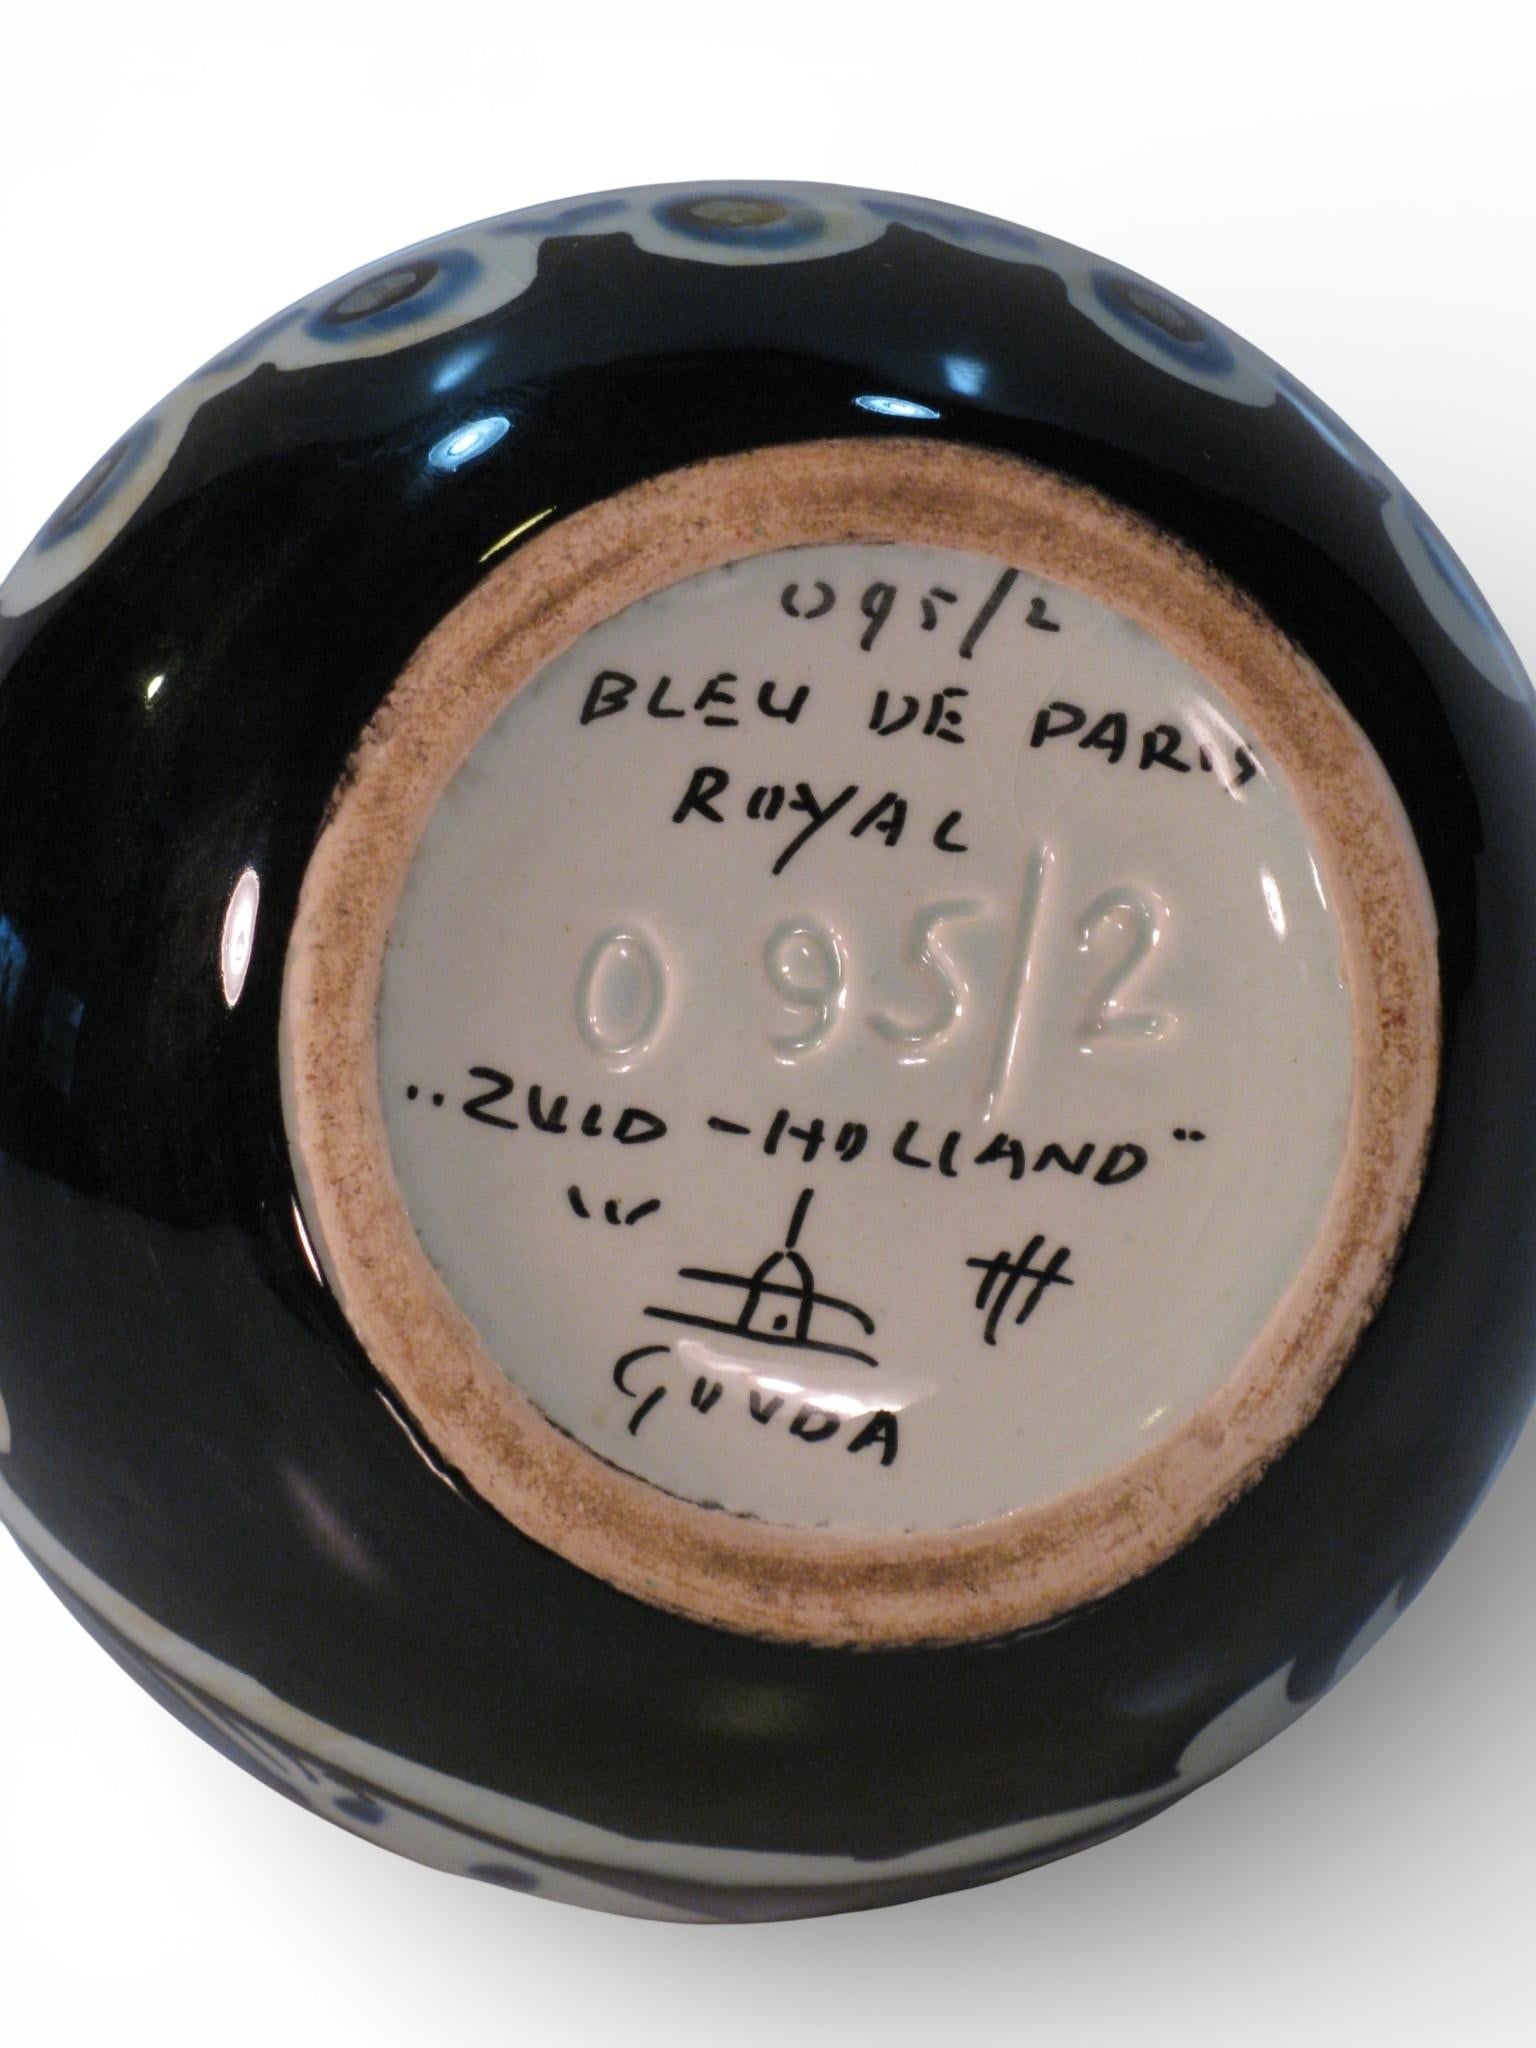 095/2
BLEU DE PARIS
ROYAL
095/2
„ZUID-HOLLAND"
GOUDA